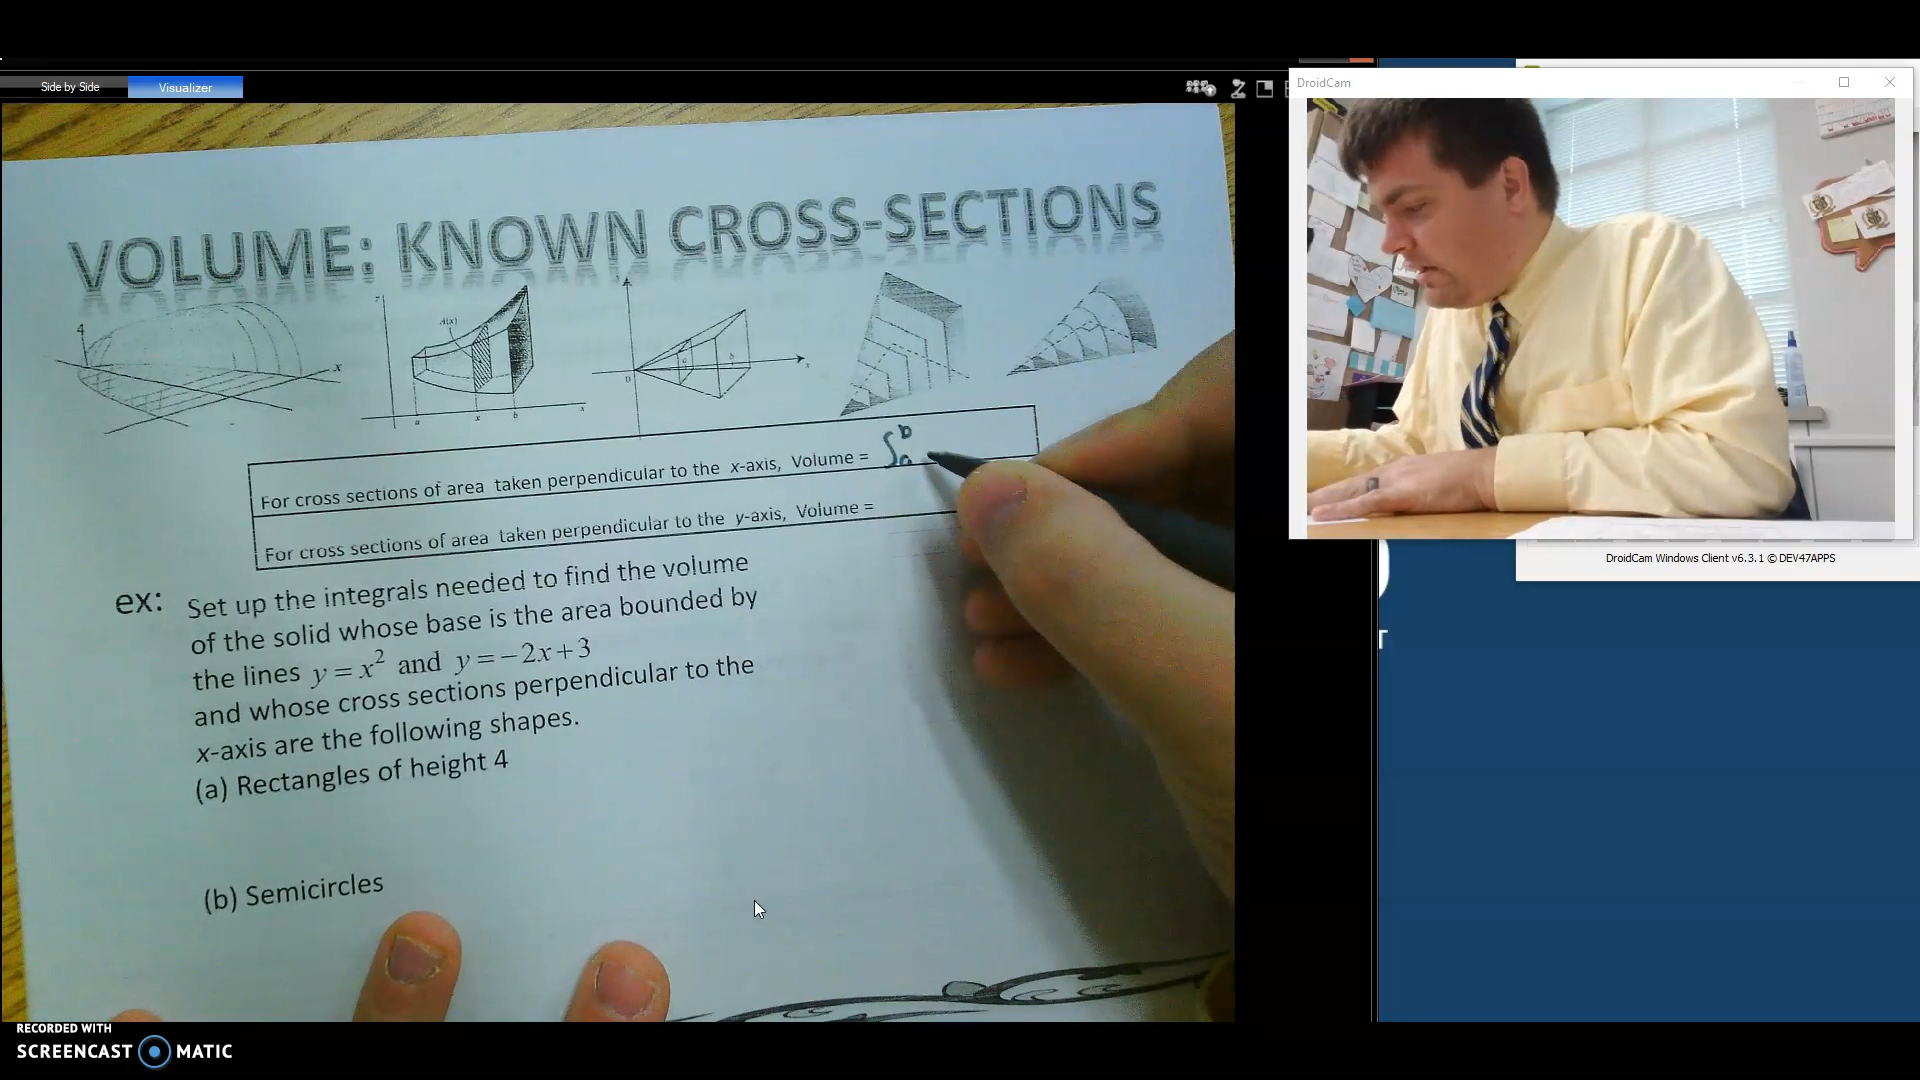 Side by Side
Visualizer
DroidCam
VOLUME: KNOWN CROSS-SECTIONS
4
x
A(x)
a
x
b
x
0
b
x
For cross sections of area taken perpendicular to the x-axis, Volume = ∫ₐᵇ
For cross sections of area taken perpendicular to the y-axis, Volume =
ex: Set up the integrals needed to find the volume
of the solid whose base is the area bounded by
the lines y = x² and y = −2x+3
and whose cross sections perpendicular to the
x-axis are the following shapes.
(a) Rectangles of height 4
(b) Semicircles
DroidCam Windows Client v6.3.1 © DEV47APPS
T
RECORDED WITH
SCREENCAST MATIC